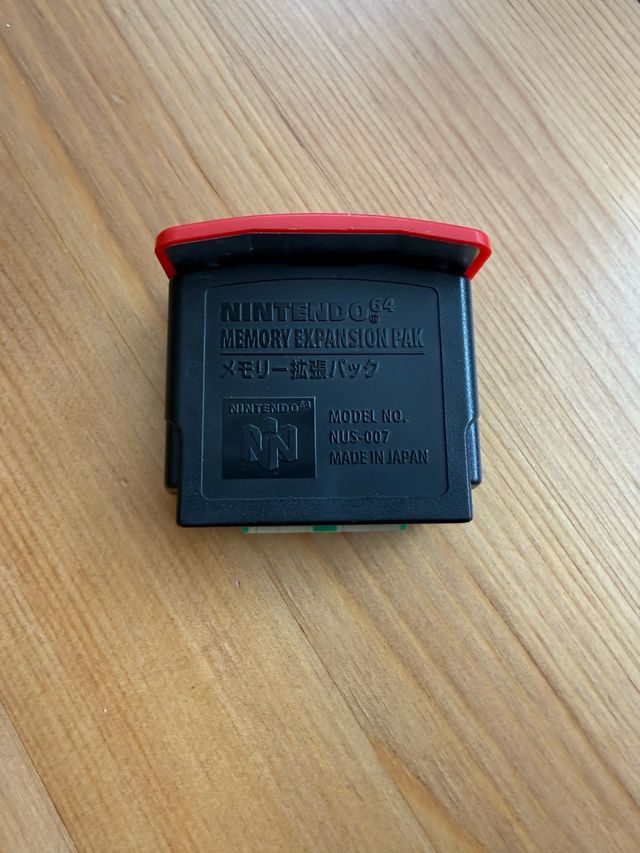 NINTENDO64
MEMORY EXPANSION PAK
メモリー拡張パック
NINTENDO64
MODEL NO.
NUS-007
MADE IN JAPAN